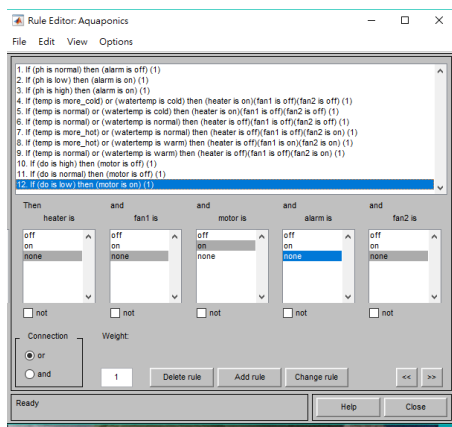 Rule Editor: Aquaponics
File Edit View Options
1. If (ph is normal) then (alarm is off) (1)
2. If (ph is low) then (alarm is on) (1)
3. If (ph is high) then (alarm is on) (1)
4. If (temp is more_cold) or (watertemp is cold) then (heater is on)(fan1 is off)(fan2 is off) (1)
5. If (temp is normal) or (watertemp is cold) then (heater is on)(fan1 is off)(fan2 is off) (1)
6. If (temp is normal) or (watertemp is normal) then (heater is off)(fan1 is off)(fan2 is off) (1)
7. If (temp is more_hot) or (watertemp is normal) then (heater is off)(fan1 is off)(fan2 is on) (1)
8. If (temp is more_hot) or (watertemp is warm) then (heater is off)(fan1 is on)(fan2 is on) (1)
9. If (temp is normal) or (watertemp is warm) then (heater is off)(fan1 is off)(fan2 is off) (1)
10. If (do is high) then (motor is off) (1)
11. If (do is normal) then (motor is off) (1)
12. If (do is low) then (motor is on) (1)
Then and and and and
heater is fan1 is motor is alarm is fan2 is
off off off off off
on on on on on
none none none none none
not not not not not
Connection Weight:
or
and 1 Delete rule Add rule Change rule << >>
Ready Help Close